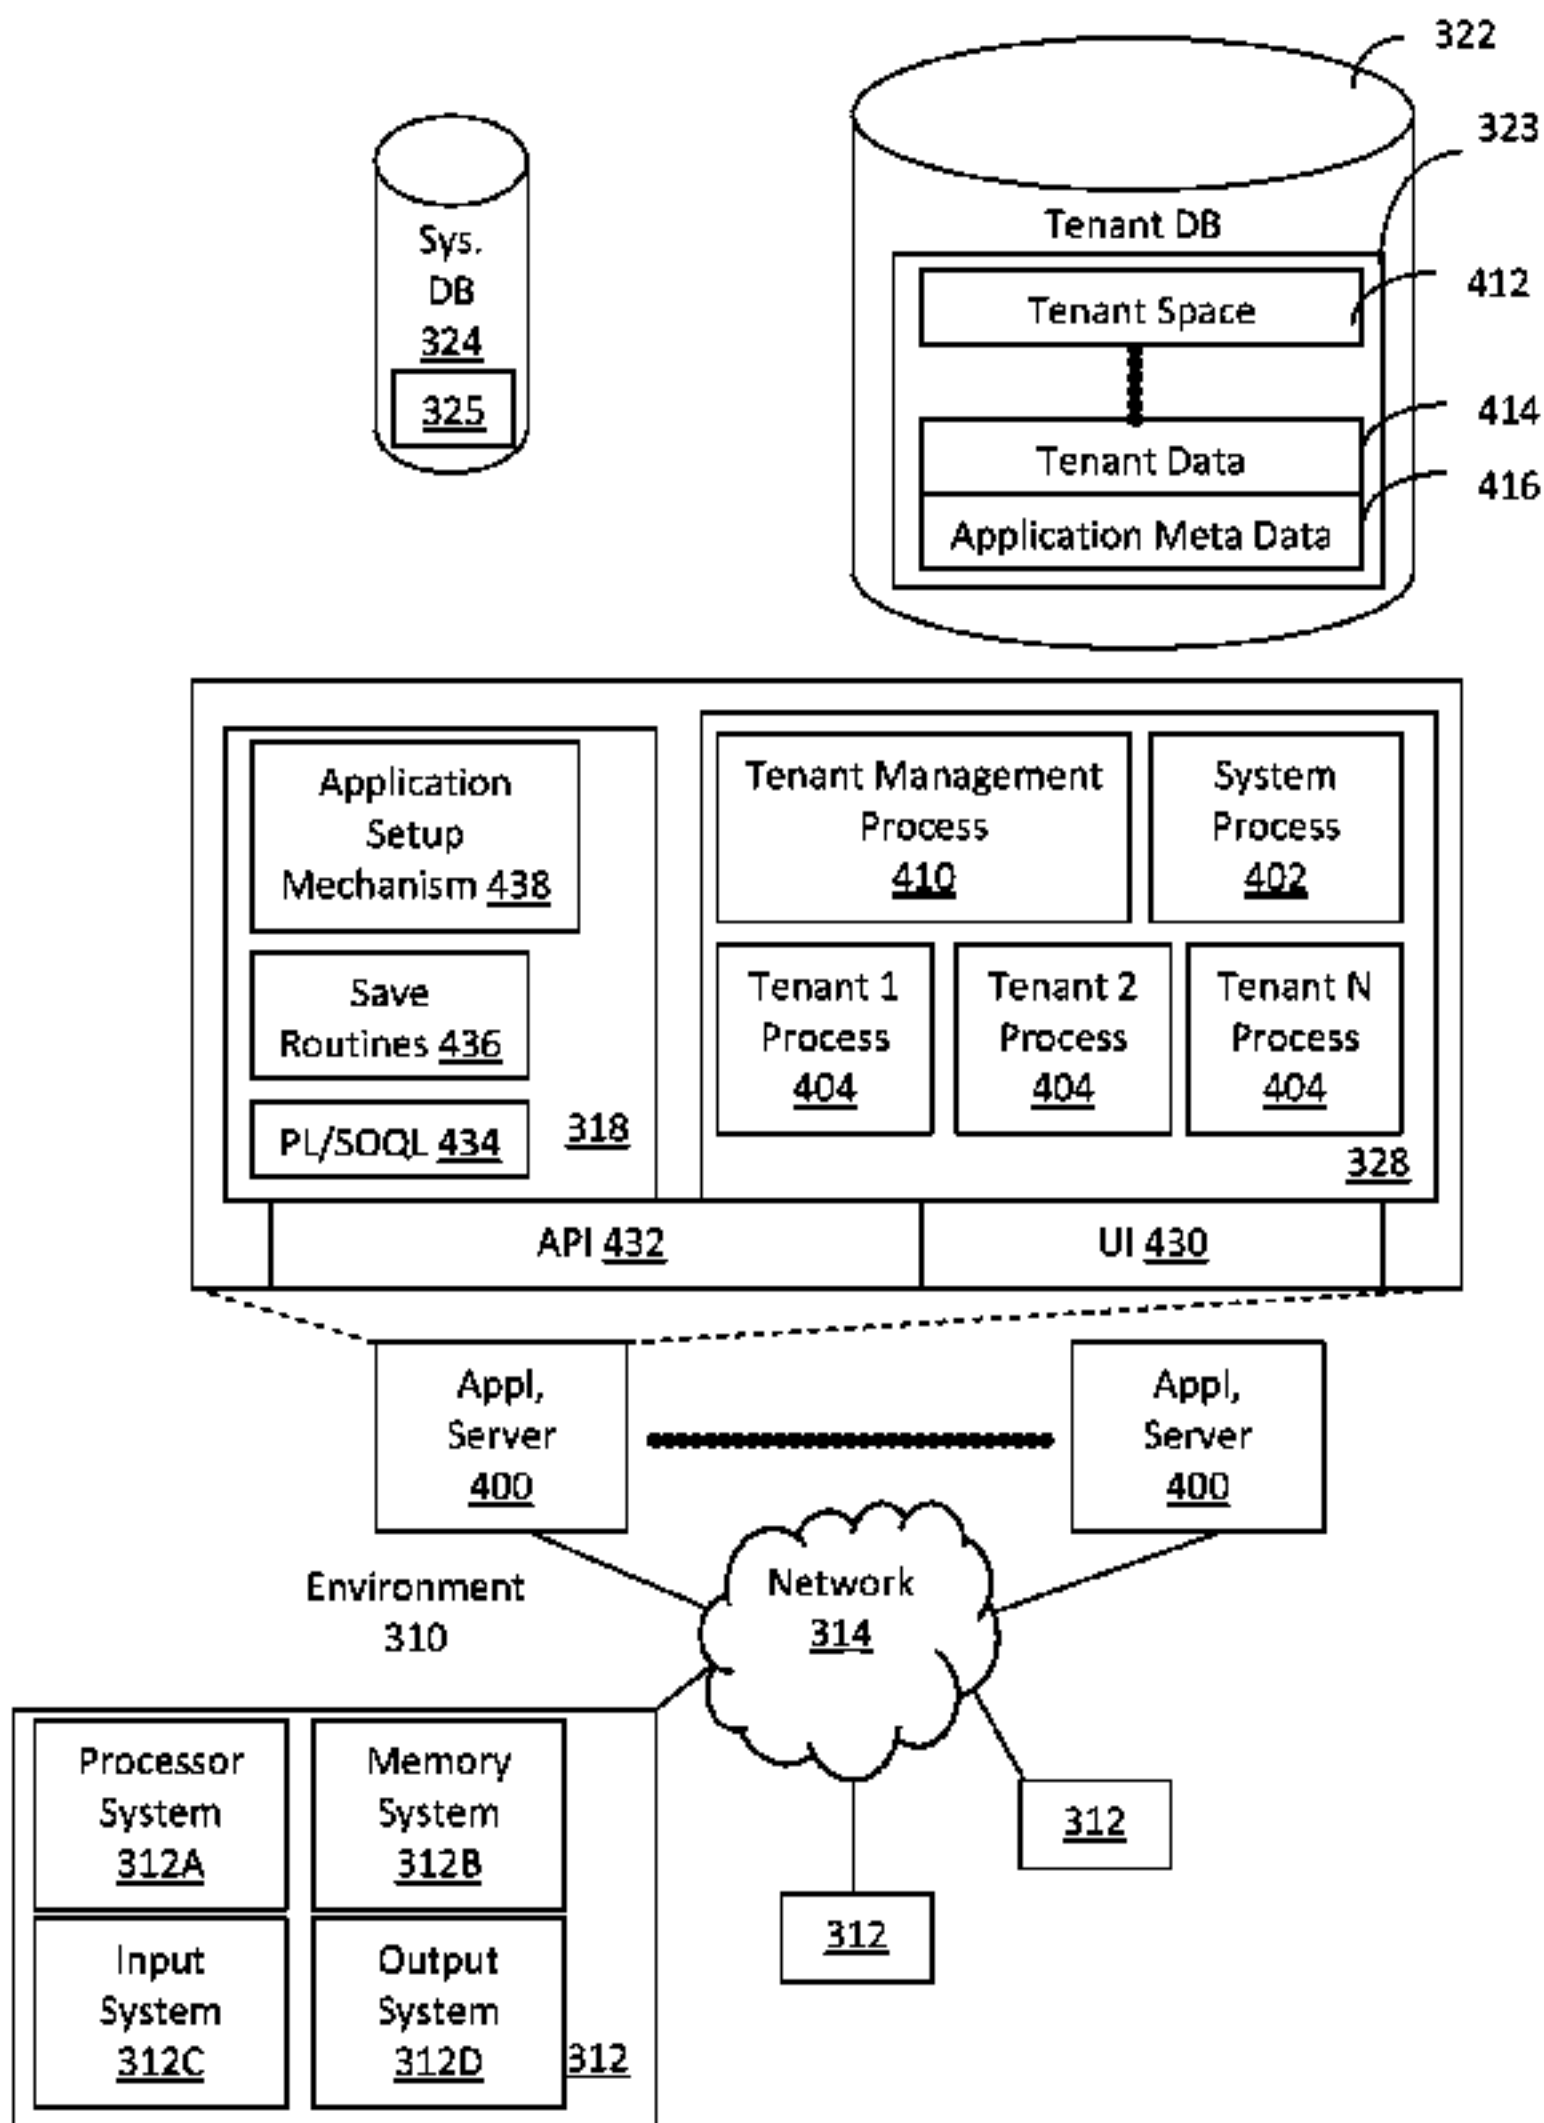 322
323
Tenant DB
Sys.
DB
324
325
Tenant Space
412
Tenant Data
414
Application Meta Data
416
Application
Setup
Mechanism 438
Save
Routines 436
PL/SOQL 434
318
Tenant Management
Process
410
System
Process
402
Tenant 1
Process
404
Tenant 2
Process
404
Tenant N
Process
404
328
API 432
UI 430
Appl,
Server
400
Appl,
Server
400
Environment
310
Network
314
Processor
System
312A
Memory
System
312B
Input
System
312C
Output
System
312D
312
312
312